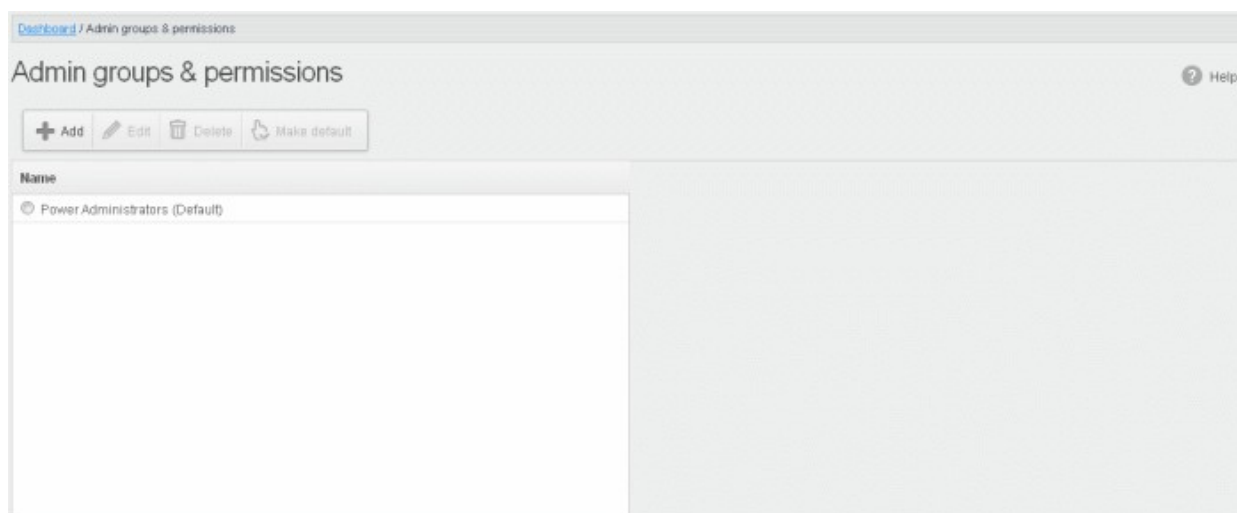 Dashboard / Admin groups & permissions
Admin groups & permissions
Help
Add Edit Delete Make default
Name
Power Administrators (Default)